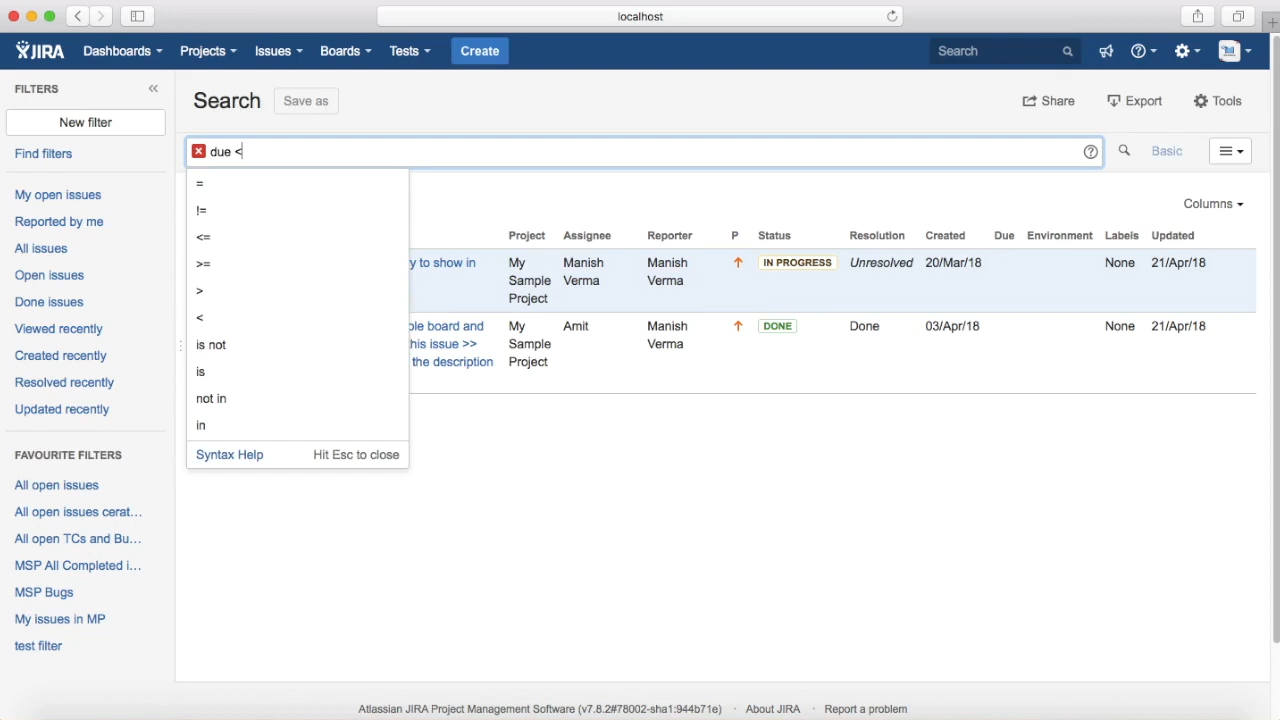 localhost
JIRA Dashboards Projects Issues Boards Tests Create Search
FILTERS
New filter
Find filters
My open issues
Reported by me
All issues
Open issues
Done issues
Viewed recently
Created recently
Resolved recently
Updated recently
FAVOURITE FILTERS
All open issues
All open issues cerat...
All open TCs and Bu...
MSP All Completed i...
MSP Bugs
My issues in MP
test filter
Search Save as
Share Export Tools
due <
Basic
=
!=
<=
>=
>
<
is not
is
not in
in
Syntax Help Hit Esc to close
Columns
Project Assignee Reporter P Status Resolution Created Due Environment Labels Updated
y to show in My Manish Manish IN PROGRESS Unresolved 20/Mar/18 None 21/Apr/18
Sample Verma Verma
Project
ple board and My Amit Manish DONE Done 03/Apr/18 None 21/Apr/18
his issue >> Sample Verma
the description Project
Atlassian JIRA Project Management Software (v7.8.2#78002-sha1:944b71e) · About JIRA · Report a problem